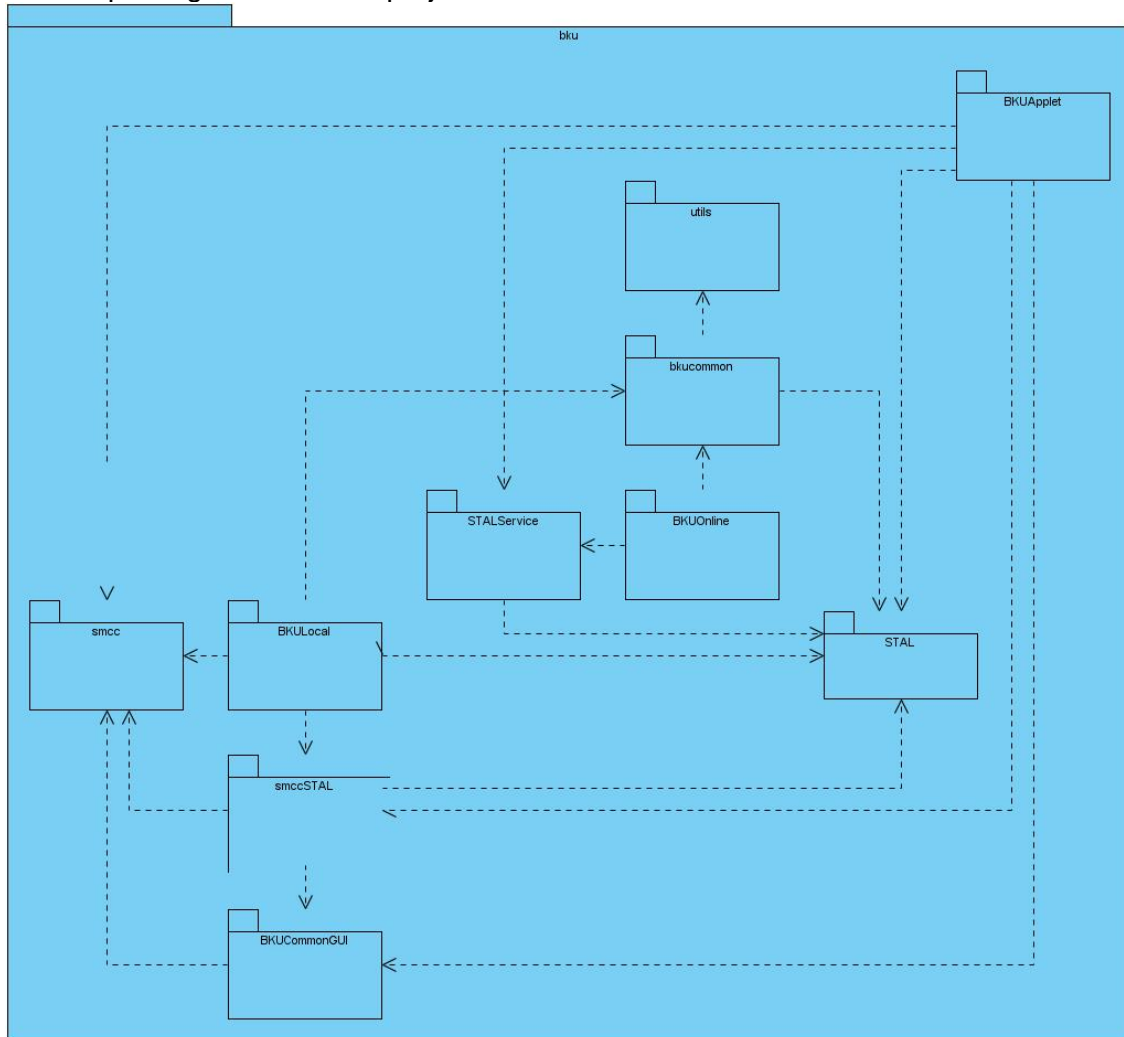 bku
BKUApplet
utils
bkucommon
STALService
BKUOnline
smcc
BKULocal
STAL
smccSTAL
BKUCommonGUI